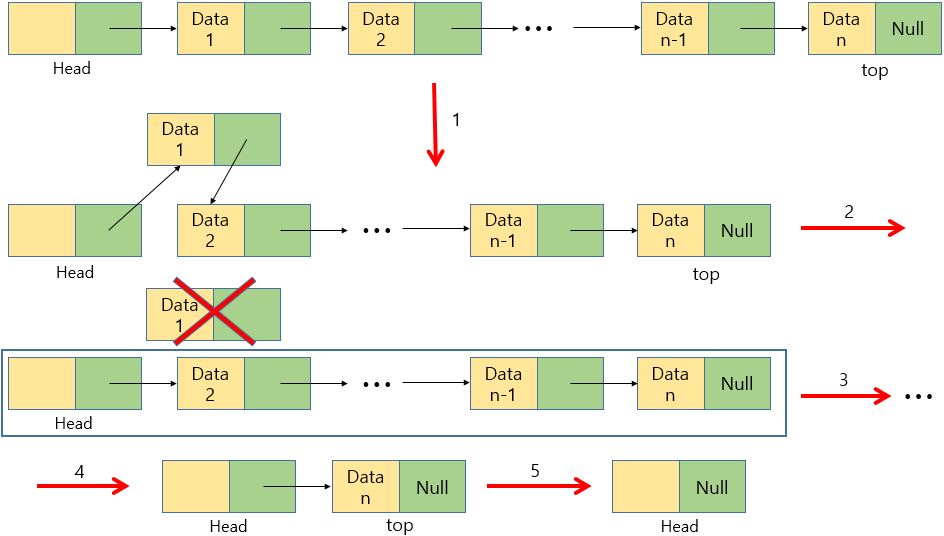 Data
1
Data
2
Data
n-1
Data
n
Null
Head
top
1
Data
1
Data
2
Data
n-1
Data
n
Null
2
Head
top
Data
1
Data
2
Data
n-1
Data
n
Null
3
Head
4
Data
n
Null
5
Null
Head
top
Head